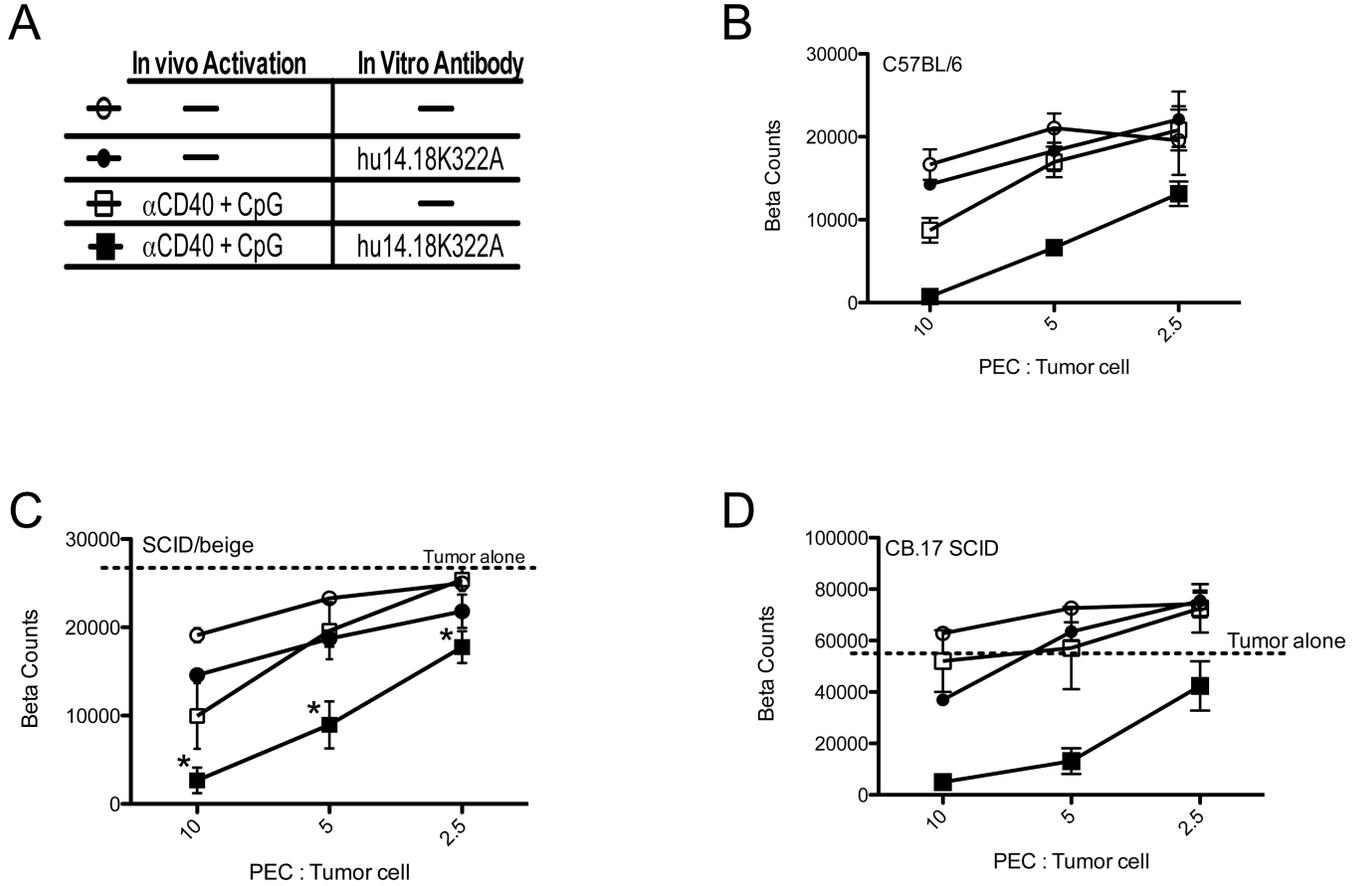 A
In vivo Activation In Vitro Antibody
— —
— hu14.18K322A
αCD40 + CpG —
αCD40 + CpG hu14.18K322A
B
C57BL/6
30000
20000
10000
0
Beta Counts
10 5 2.5
PEC : Tumor cell
C
SCID/beige
Tumor alone
30000
20000
10000
0
Beta Counts
*
*
*
10 5 2.5
PEC : Tumor cell
D
CB.17 SCID
Tumor alone
100000
80000
60000
40000
20000
0
Beta Counts
10 5 2.5
PEC : Tumor cell